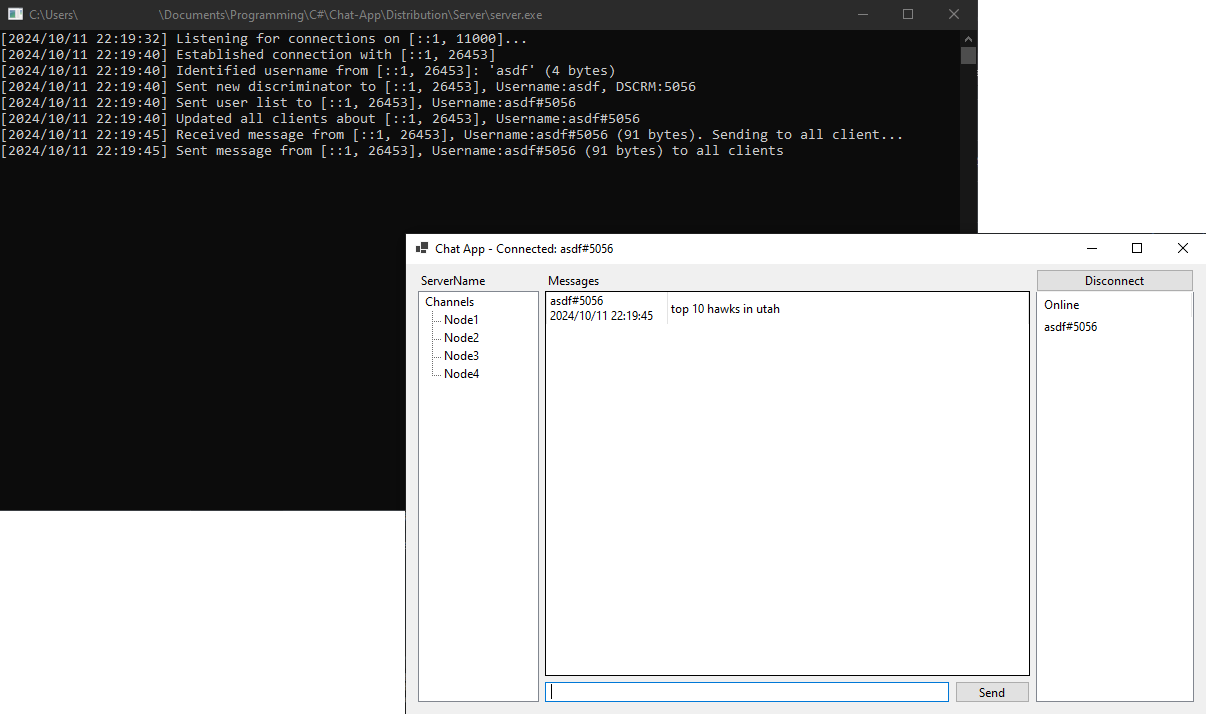 C:\Users\ \Documents\Programming\C#\Chat-App\Distribution\Server\server.exe
[2024/10/11 22:19:32] Listening for connections on [::1, 11000]...
[2024/10/11 22:19:40] Established connection with [::1, 26453]
[2024/10/11 22:19:40] Identified username from [::1, 26453]: 'asdf' (4 bytes)
[2024/10/11 22:19:40] Sent new discriminator to [::1, 26453], Username:asdf, DSCRM:5056
[2024/10/11 22:19:40] Sent user list to [::1, 26453], Username:asdf#5056
[2024/10/11 22:19:40] Updated all clients about [::1, 26453], Username:asdf#5056
[2024/10/11 22:19:45] Received message from [::1, 26453], Username:asdf#5056 (91 bytes). Sending to all client...
[2024/10/11 22:19:45] Sent message from [::1, 26453], Username:asdf#5056 (91 bytes) to all clients
Chat App - Connected: asdf#5056
ServerName
Channels
Node1
Node2
Node3
Node4
Messages
asdf#5056
2024/10/11 22:19:45
top 10 hawks in utah
Send
Disconnect
Online
asdf#5056